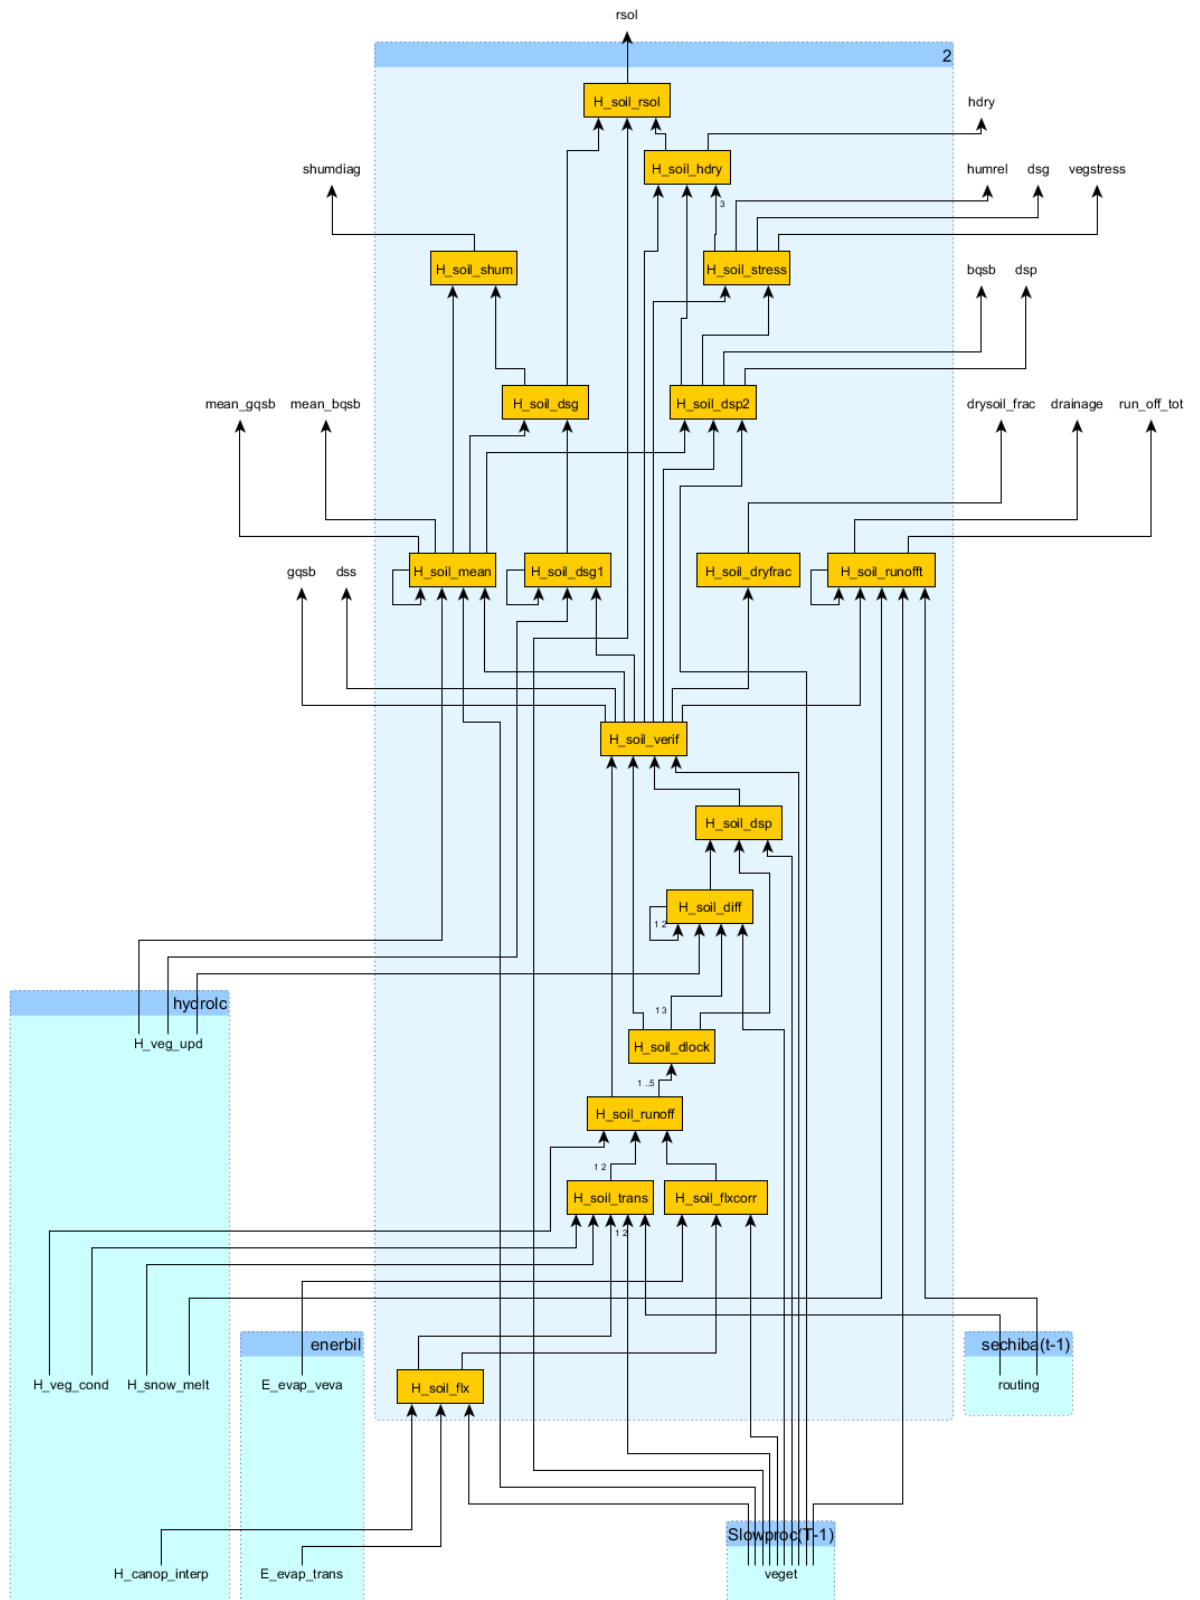 rsol
2
H_soil_rsol
hdry
H_soil_hdry
shumdiag
humrel dsg vegstress
3
H_soil_shum
H_soil_stress
bqsb dsp
H_soil_dsg
H_soil_dsp2
mean_gqsb mean_bqsb
drysoil_frac drainage run_off_tot
gqsb dss
H_soil_mean
H_soil_dsg1
H_soil_dryfrac
H_soil_runofft
H_soil_verif
H_soil_dsp
H_soil_diff
1 2
hydrolc
1 3
H_veg_upd
H_soil_dlock
1 ..5
H_soil_runoff
1 2
H_soil_trans
H_soil_flxcorr
1 2
enerbil
sechiba(t-1)
H_veg_cond H_snow_melt
E_evap_veva
H_soil_flx
routing
Slowproc(T-1)
H_canop_interp
E_evap_trans
veget